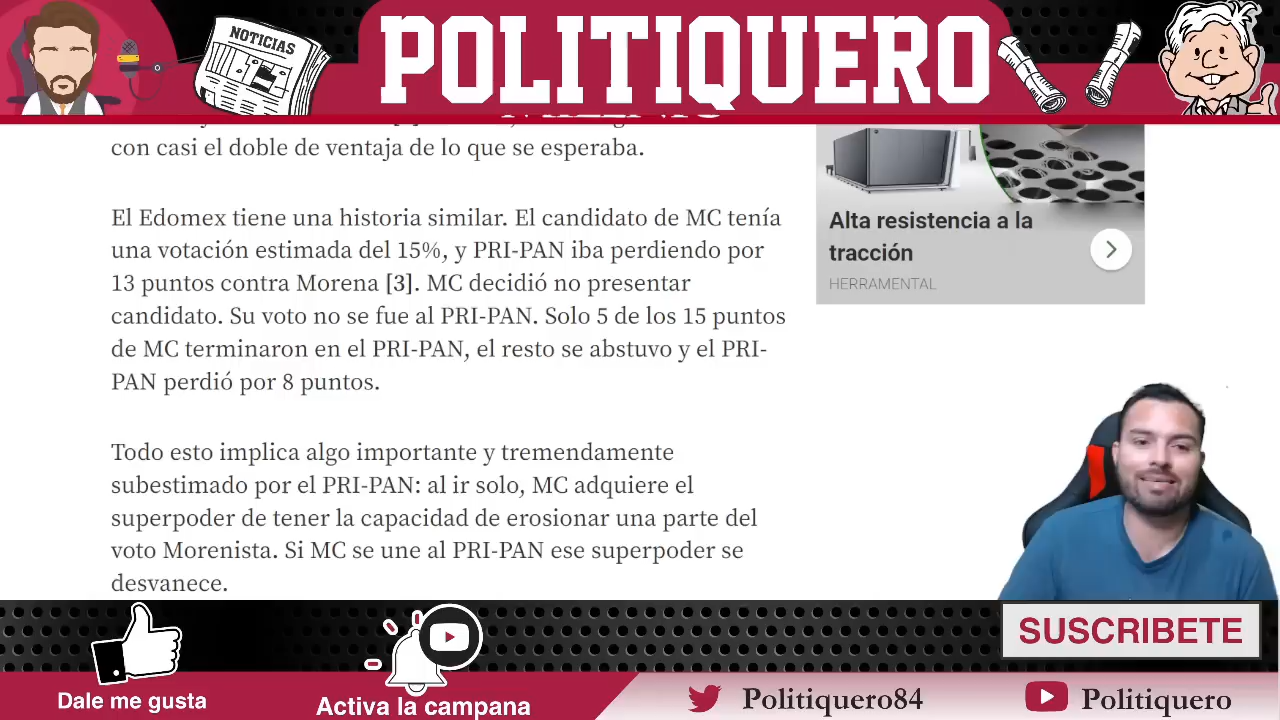 NOTICIAS
POLITIQUERO
con casi el doble de ventaja de lo que se esperaba.
El Edomex tiene una historia similar. El candidato de MC tenía
una votación estimada del 15%, y PRI-PAN iba perdiendo por
13 puntos contra Morena [3]. MC decidió no presentar
candidato. Su voto no se fue al PRI-PAN. Solo 5 de los 15 puntos
de MC terminaron en el PRI-PAN, el resto se abstuvo y el PRI-
PAN perdió por 8 puntos.
Todo esto implica algo importante y tremendamente
subestimado por el PRI-PAN: al ir solo, MC adquiere el
superpoder de tener la capacidad de erosionar una parte del
voto Morenista. Si MC se une al PRI-PAN ese superpoder se
desvanece.
Alta resistencia a la
tracción
HERRAMENTAL
SUSCRIBETE
Dale me gusta
Activa la campana
Politiquero84
Politiquero